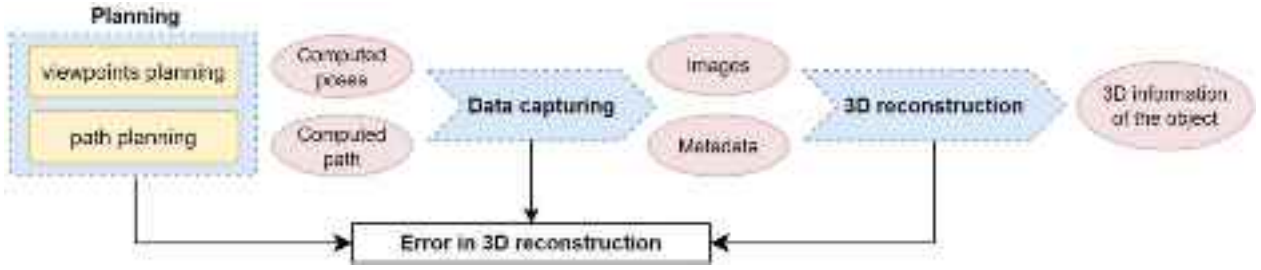 Planning
viewpoints planning
path planning
Computed
poses
Computed
path
Data capturing
Images
Metadata
3D reconstruction
3D information
of the object
Error in 3D reconstruction